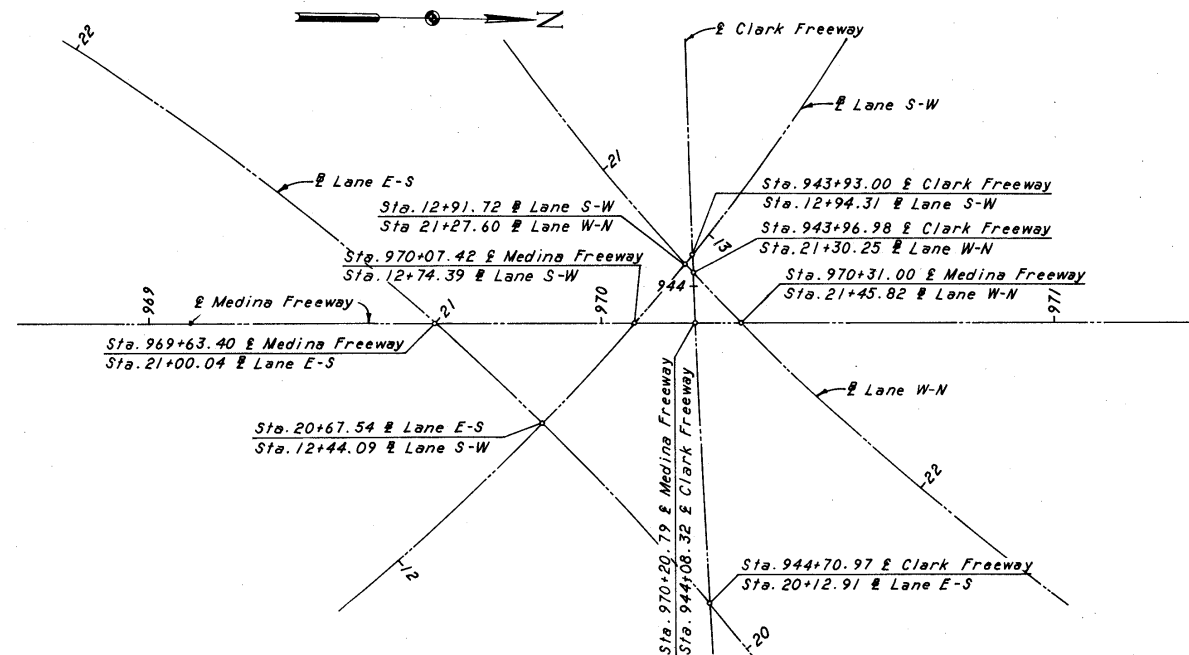 N
-22
℄ Clark Freeway
℄ Lane S-W
-21
℄ Lane E-S
Sta. 943+93.00 ℄ Clark Freeway
Sta. 12+94.31 ℄ Lane S-W
Sta. 12+91.72 ℄ Lane S-W
Sta 21+27.60 ℄ Lane W-N
-13
Sta. 943+96.98 ℄ Clark Freeway
Sta. 21+30.25 ℄ Lane W-N
Sta. 970+07.42 ℄ Medina Freeway
Sta. 12+74.39 ℄ Lane S-W
944
Sta. 970+31.00 ℄ Medina Freeway
Sta. 21+45.82 ℄ Lane W-N
969
℄ Medina Freeway
-21
970
971
Sta. 969+63.40 ℄ Medina Freeway
Sta. 21+00.04 ℄ Lane E-S
℄ Lane W-N
Sta. 20+67.54 ℄ Lane E-S
Sta. 12+44.09 ℄ Lane S-W
-22
Sta. 970+20.79 ℄ Medina Freeway
Sta. 944+08.32 ℄ Clark Freeway
-12
Sta. 944+70.97 ℄ Clark Freeway
Sta. 20+12.91 ℄ Lane E-S
-20